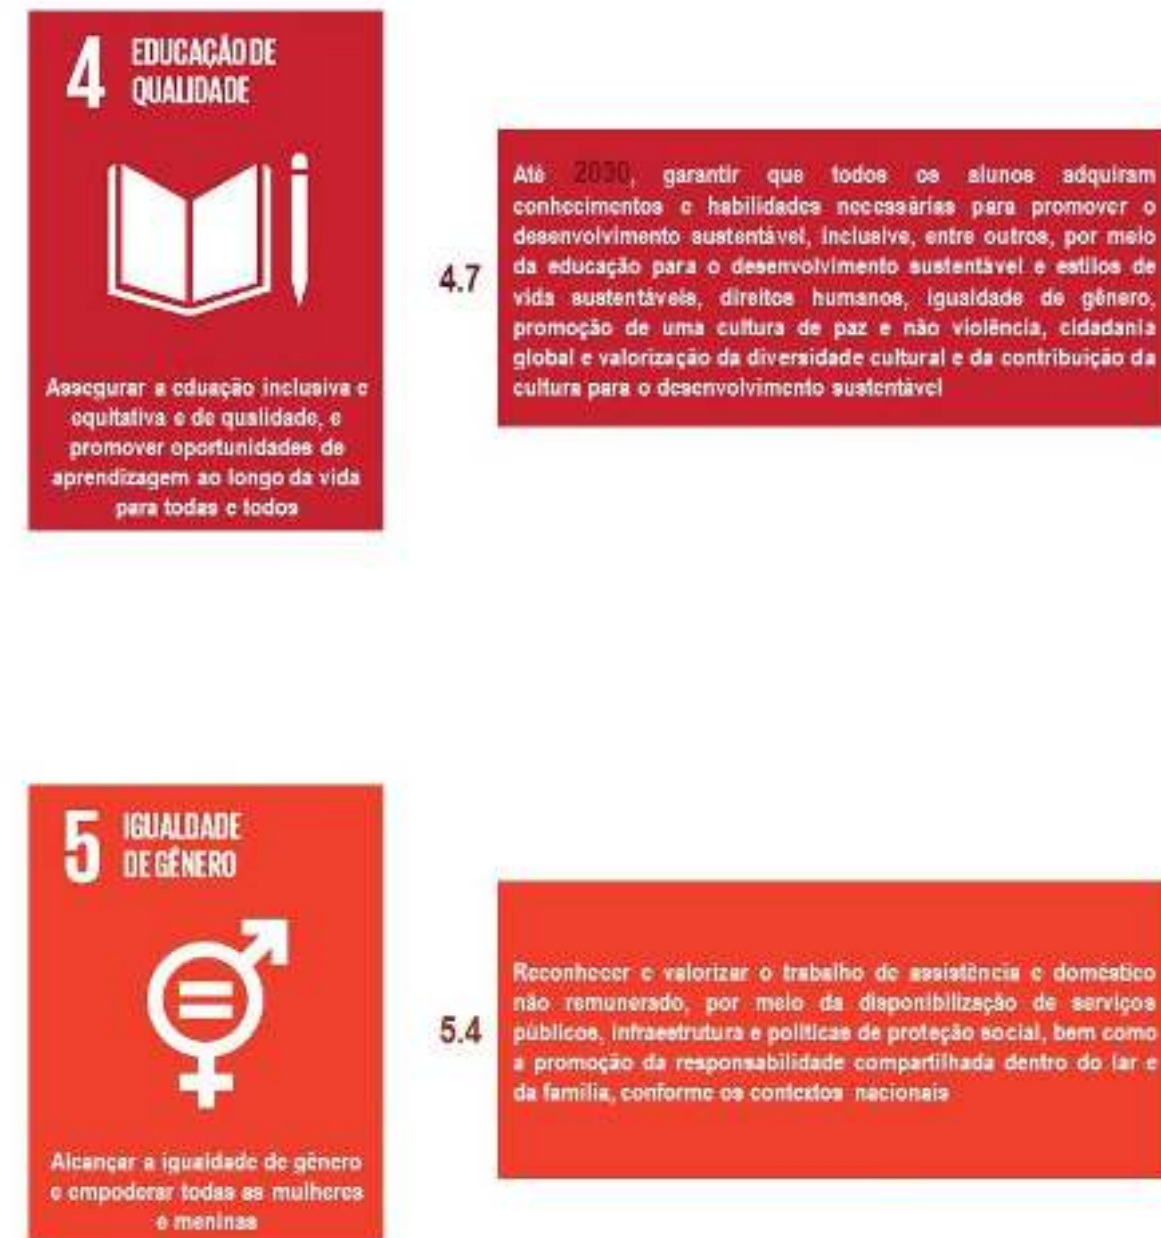 4 EDUCAÇÃO DE
QUALIDADE
Assegurar a eduação inclusiva e
equitativa e de qualidade, e
promover oportunidades de
aprendizagem ao longo da vida
para todas e todos
4.7
Até 2030, garantir que todos os alunos adquiram
conhecimentos e habilidades necessárias para promover o
desenvolvimento sustentável, inclusive, entre outros, por meio
da educação para o desenvolvimento sustentável e estilos de
vida sustentáveis, direitos humanos, igualdade de gênero,
promoção de uma cultura de paz e não violência, cidadania
global e valorização da diversidade cultural e da contribuição da
cultura para o desenvolvimento sustentável
5 IGUALDADE
DE GÊNERO
Alcançar a igualdade de gênero
e empoderar todas as mulheres
e meninas
5.4
Reconhecer e valorizar o trabalho de assistência e doméstico
não remunerado, por meio da disponibilização de serviços
públicos, infraestrutura e políticas de proteção social, bem como
a promoção da responsabilidade compartilhada dentro do lar e
da família, conforme os contextos nacionais